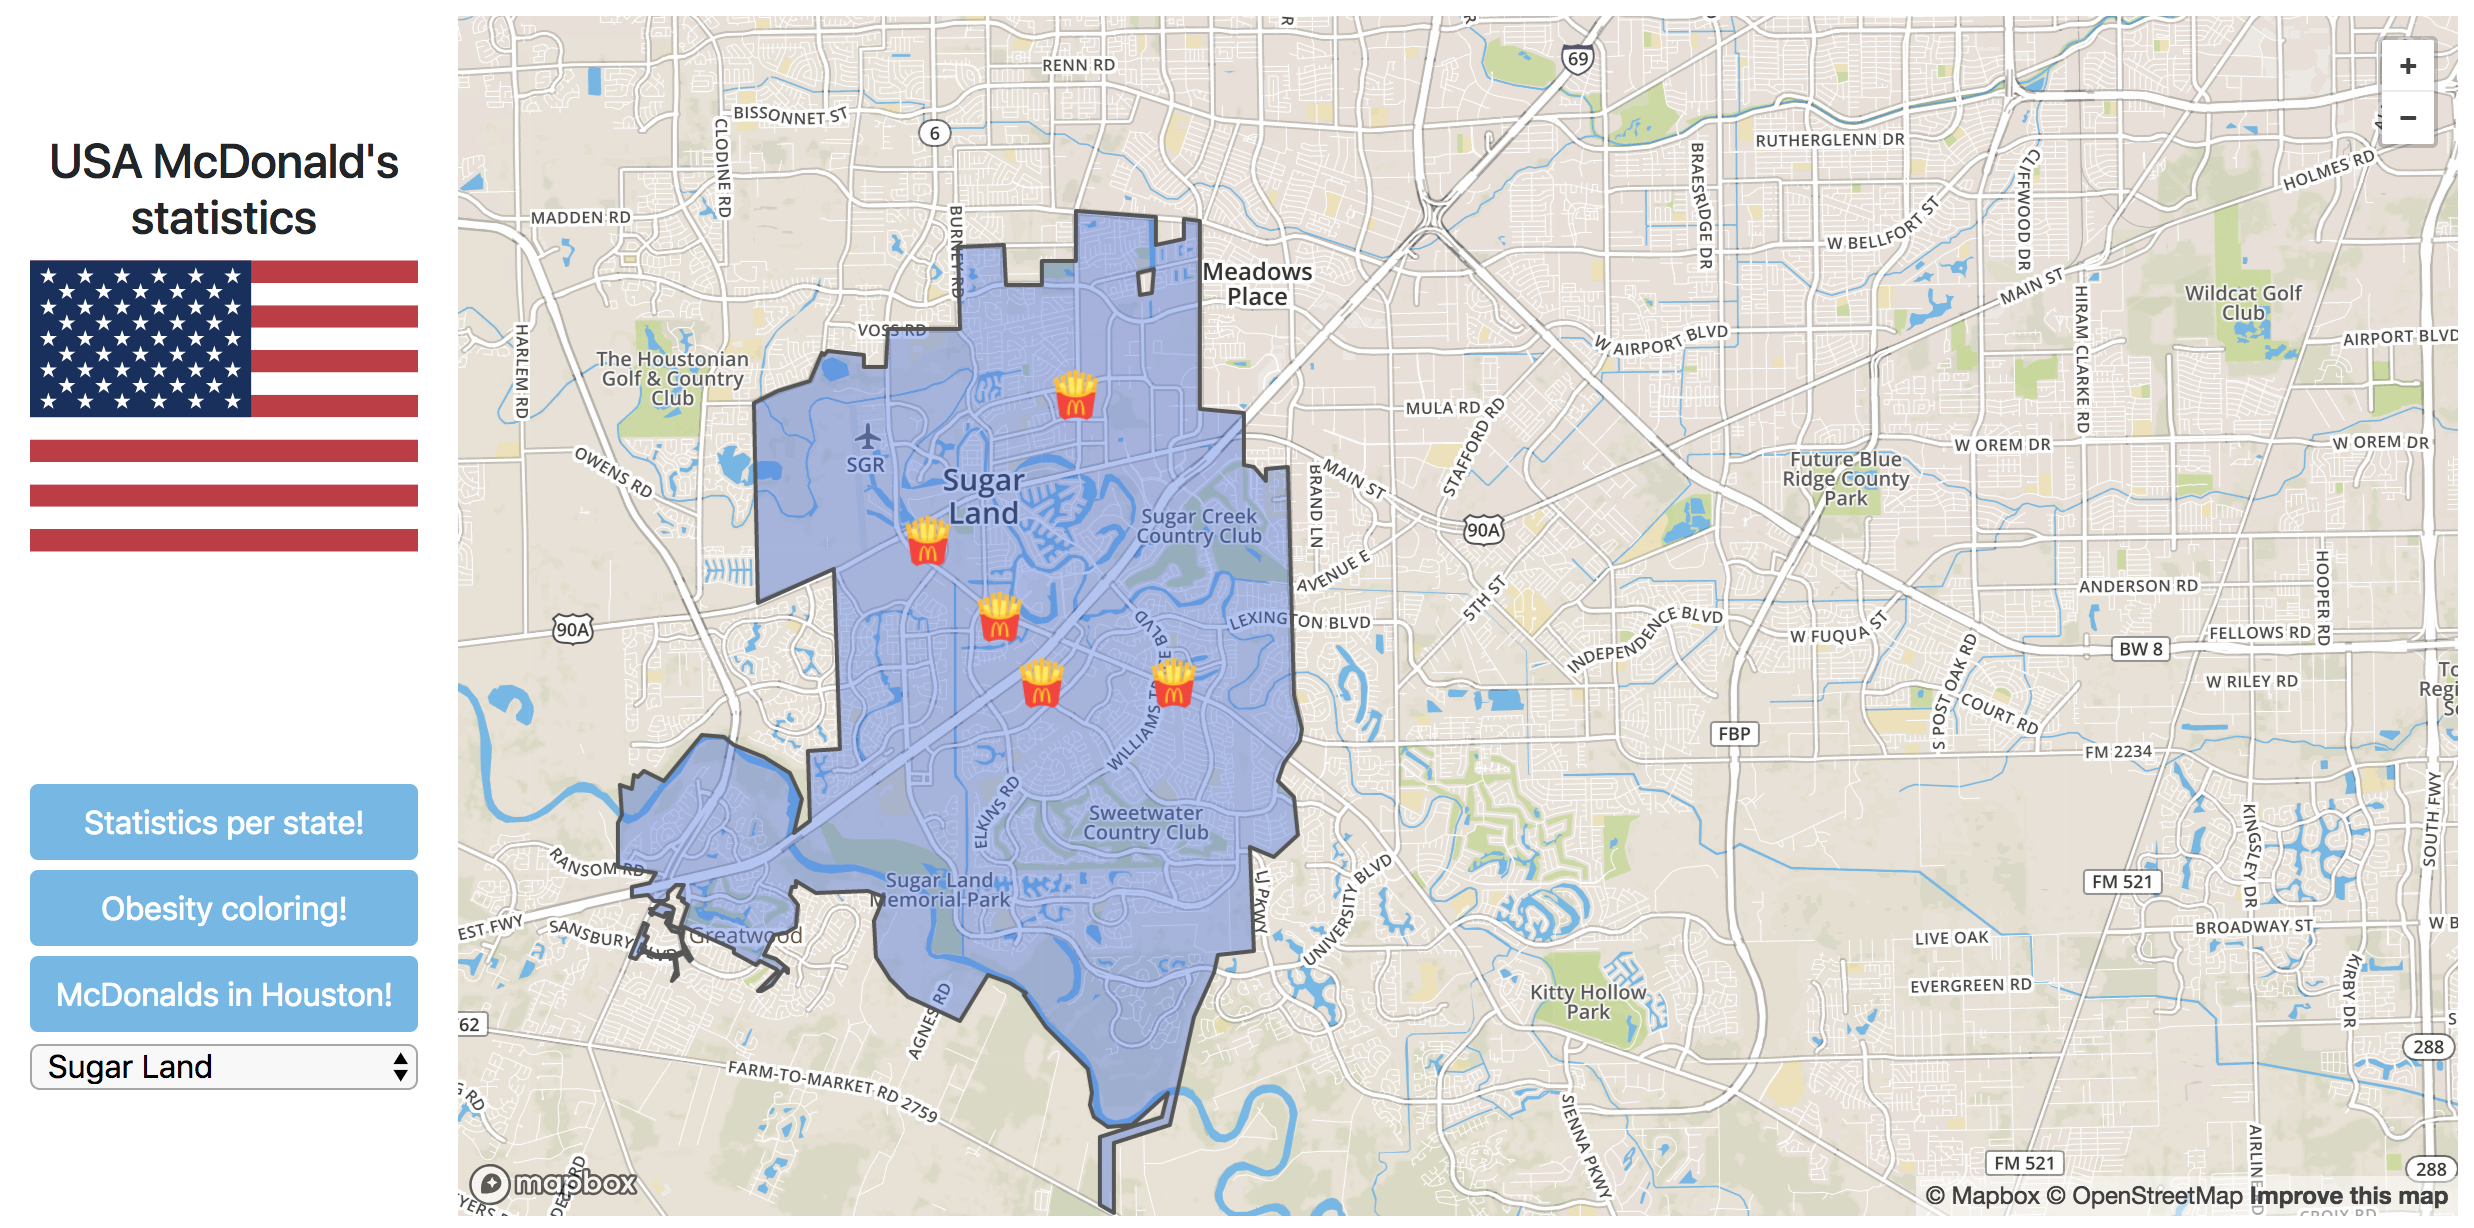 USA McDonald's
statistics
Statistics per state!
Obesity coloring!
McDonalds in Houston!
Sugar Land
RENN RD
69
BISSONNET ST
6
CLODINE RD
RUTHERGLENN DR
BRAESRIDGE DR
CLIFFWOOD DR
HOLMES RD
+
−
MADDEN RD
BURNEY RD
W BELLFORT ST
Meadows
Place
MAIN ST
HIRAM CLARKE RD
Wildcat Golf
Club
HARLEM RD
VOSS RD
W AIRPORT BLVD
AIRPORT BLVD
The Houstonian
Golf & Country
Club
MULA RD
STAFFORD RD
OWENS RD
SGR
Sugar
Land
Sugar Creek
Country Club
BRAND LN
MAIN ST
90A
W OREM DR
W OREM DR
Future Blue
Ridge County
Park
AVENUE E
5TH ST
ANDERSON RD
HOOPER RD
90A
LEXINGTON BLVD
INDEPENDENCE BLVD
W FUQUA ST
FELLOWS RD
BW 8
S POST OAK RD
COURT RD
W RILEY RD
FBP
FM 2234
WILLIAMS TRACE BLVD
ELKINS RD
Sweetwater
Country Club
SOUTH FWY
KINGSLEY DR
RANSOM RD
Sugar Land
Memorial Park
LJ PKWY
UNIVERSITY BLVD
FM 521
EST FWY
SANSBURY BLVD
Greatwood
LIVE OAK
BROADWAY ST
W B
EVERGREEN RD
KIRBY DR
Kitty Hollow
Park
62
AGNES RD
288
FARM-TO-MARKET RD 2759
SIENNA PKWY
FM 521
288
AIRLINE RD
mapbox
© Mapbox © OpenStreetMap Improve this map